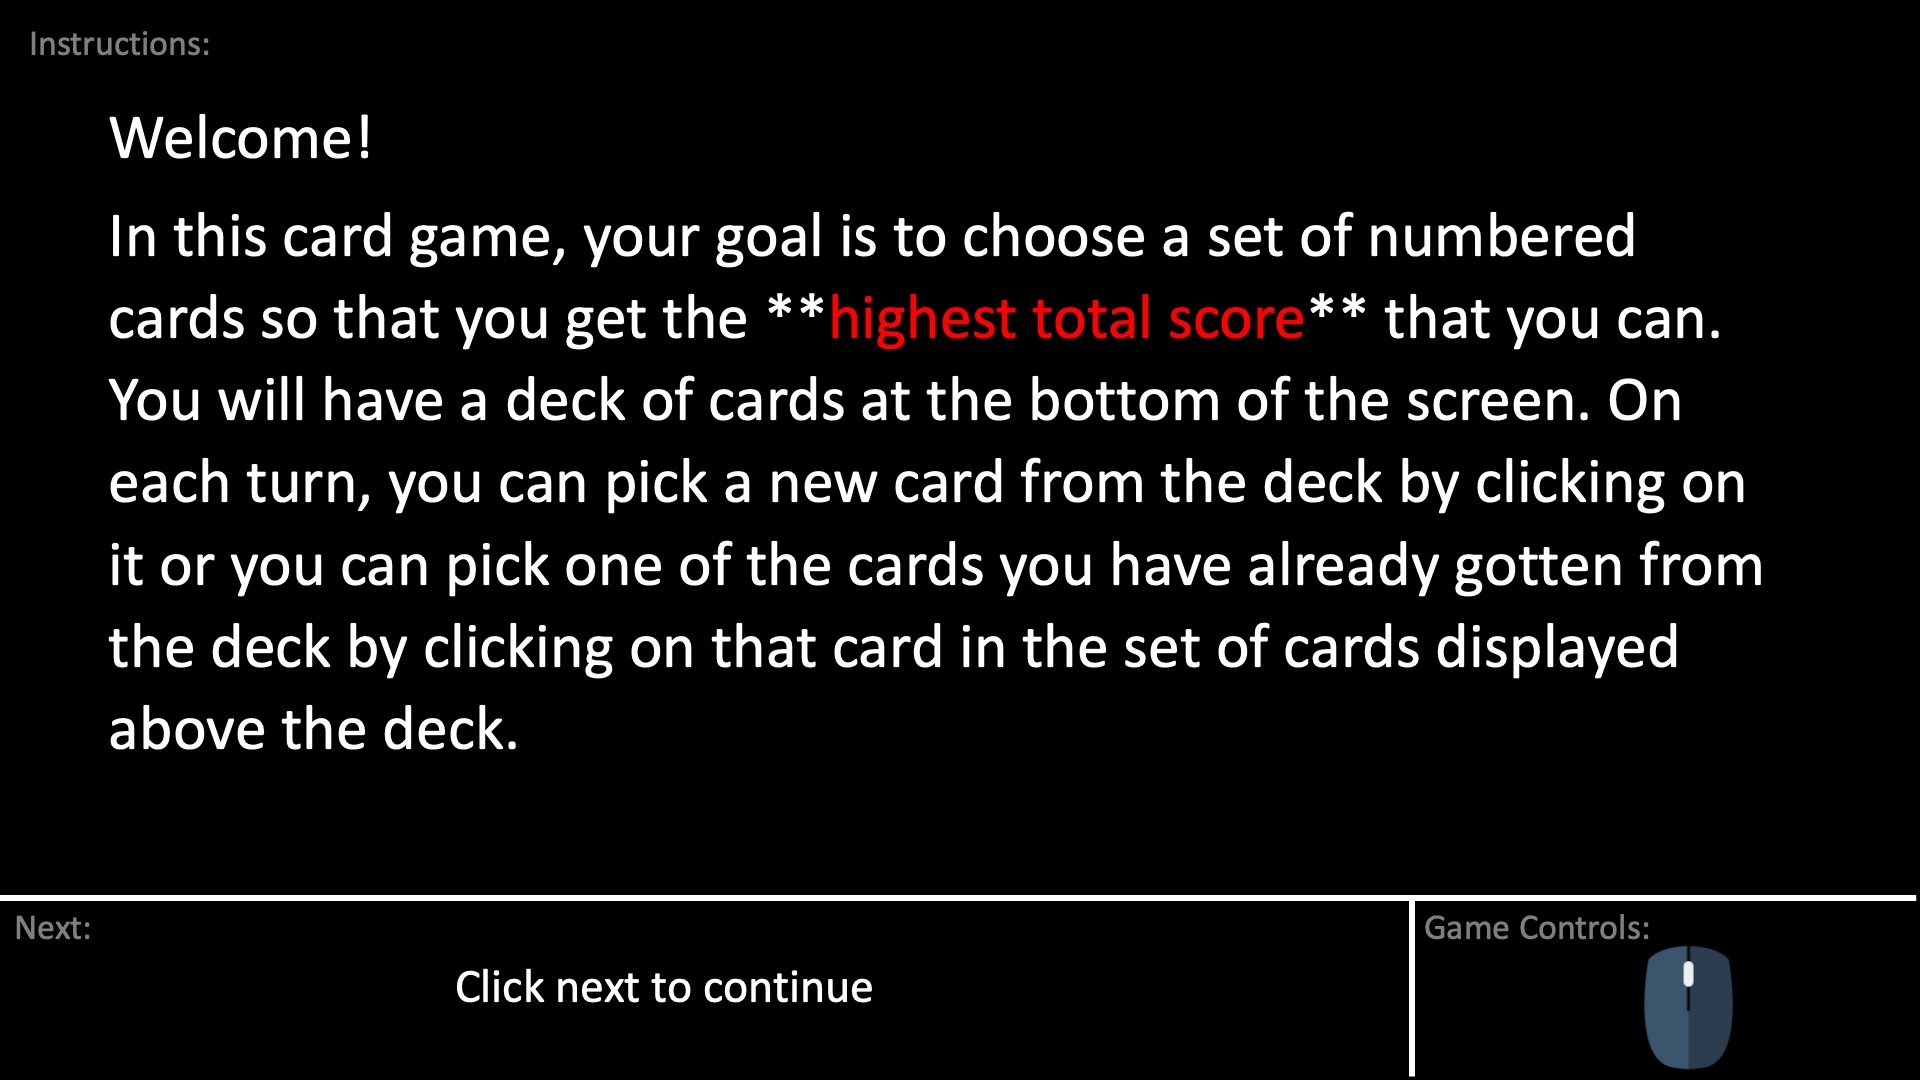 Instructions:
Welcome!
In this card game, your goal is to choose a set of numbered
cards so that you get the **highest total score** that you can.
You will have a deck of cards at the bottom of the screen. On
each turn, you can pick a new card from the deck by clicking on
it or you can pick one of the cards you have already gotten from
the deck by clicking on that card in the set of cards displayed
above the deck.
Next:
Click next to continue
Game Controls: